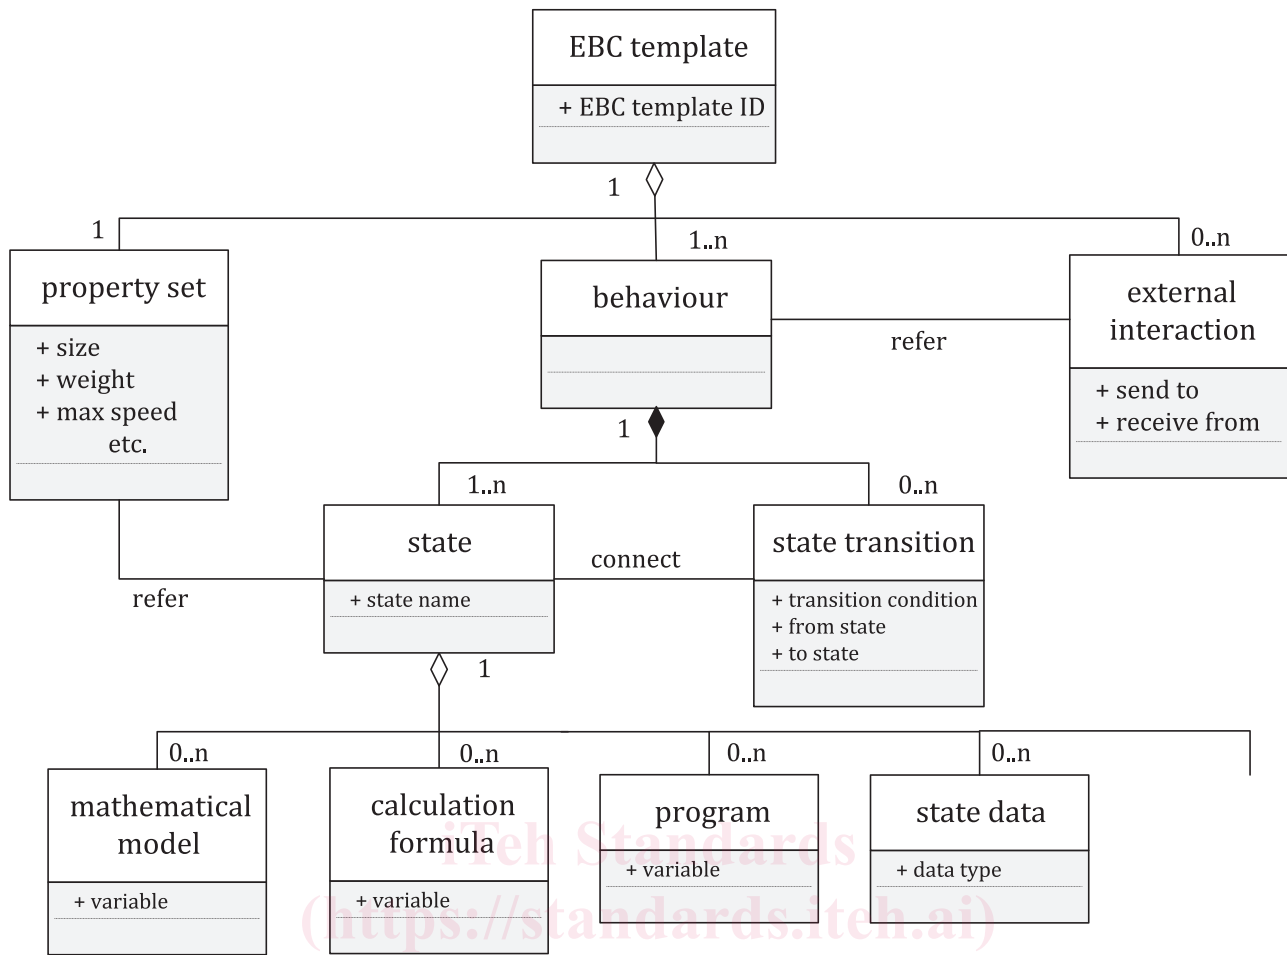 EBC template
+ EBC template ID
1
1
1..n
0..n
property set
+ size
+ weight
+ max speed
etc.
behaviour
refer
external
interaction
+ send to
+ receive from
1
1..n
0..n
refer
state
+ state name
connect
state transition
+ transition condition
+ from state
+ to state
1
0..n
0..n
0..n
0..n
mathematical
model
+ variable
calculation
formula
+ variable
program
+ variable
state data
+ data type
iTeh Standards
(https://standards.iteh.ai)